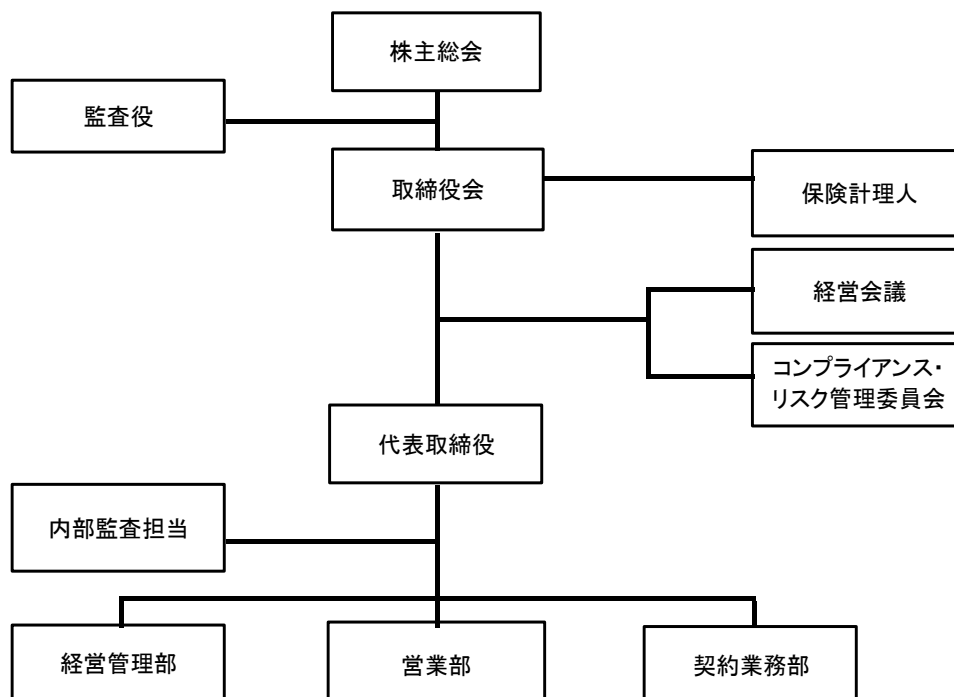 株主総会
監査役
取締役会
保険計理人
経営会議
コンプライアンス・
リスク管理委員会
代表取締役
内部監査担当
経営管理部
営業部
契約業務部